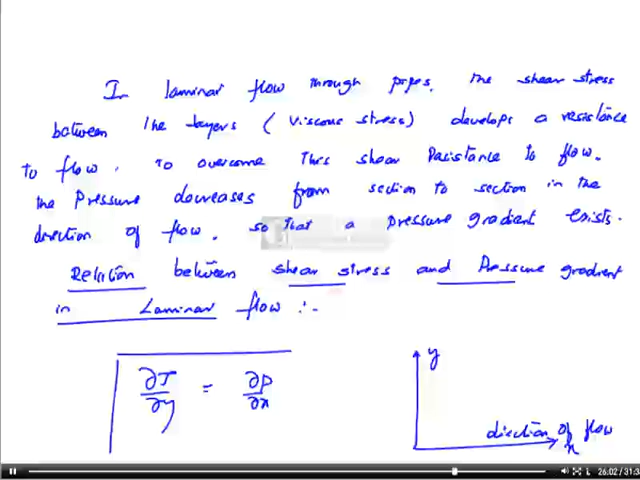 In laminar flow through pipes, the shear stress
between the layers (viscous stress) develops a resistance
to flow. To overcome this shear Resistance to flow.
the Pressure decreases from section to section in the
direction of flow. so that a pressure gradient exists.
Relation between shear stress and Pressure gradient
in Laminar flow :-
∂τ/∂y = ∂p/∂x
y
direction of flow
x
26:02 / 31:3